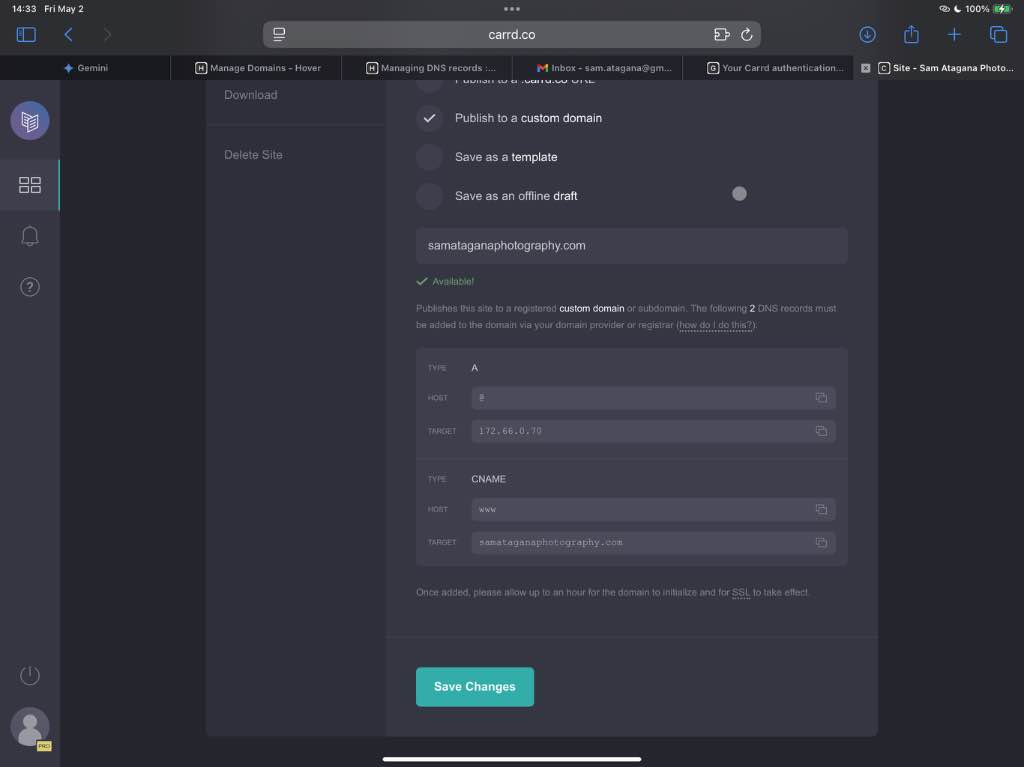 14:33 Fri May 2
100%
carrd.co
Gemini
Manage Domains - Hover
Managing DNS records :...
Inbox - sam.atagana@gm...
Your Carrd authentication...
Site - Sam Atagana Photo...
Download
Delete Site
Publish to a .carrd.co URL
Publish to a custom domain
Save as a template
Save as an offline draft
samataganaphotography.com
Available!
Publishes this site to a registered custom domain or subdomain. The following 2 DNS records must
be added to the domain via your domain provider or registrar (how do I do this?):
TYPE A
HOST @
TARGET 172.66.0.70
TYPE CNAME
HOST www
TARGET samataganaphotography.com
Once added, please allow up to an hour for the domain to initialize and for SSL to take effect.
Save Changes
PRO